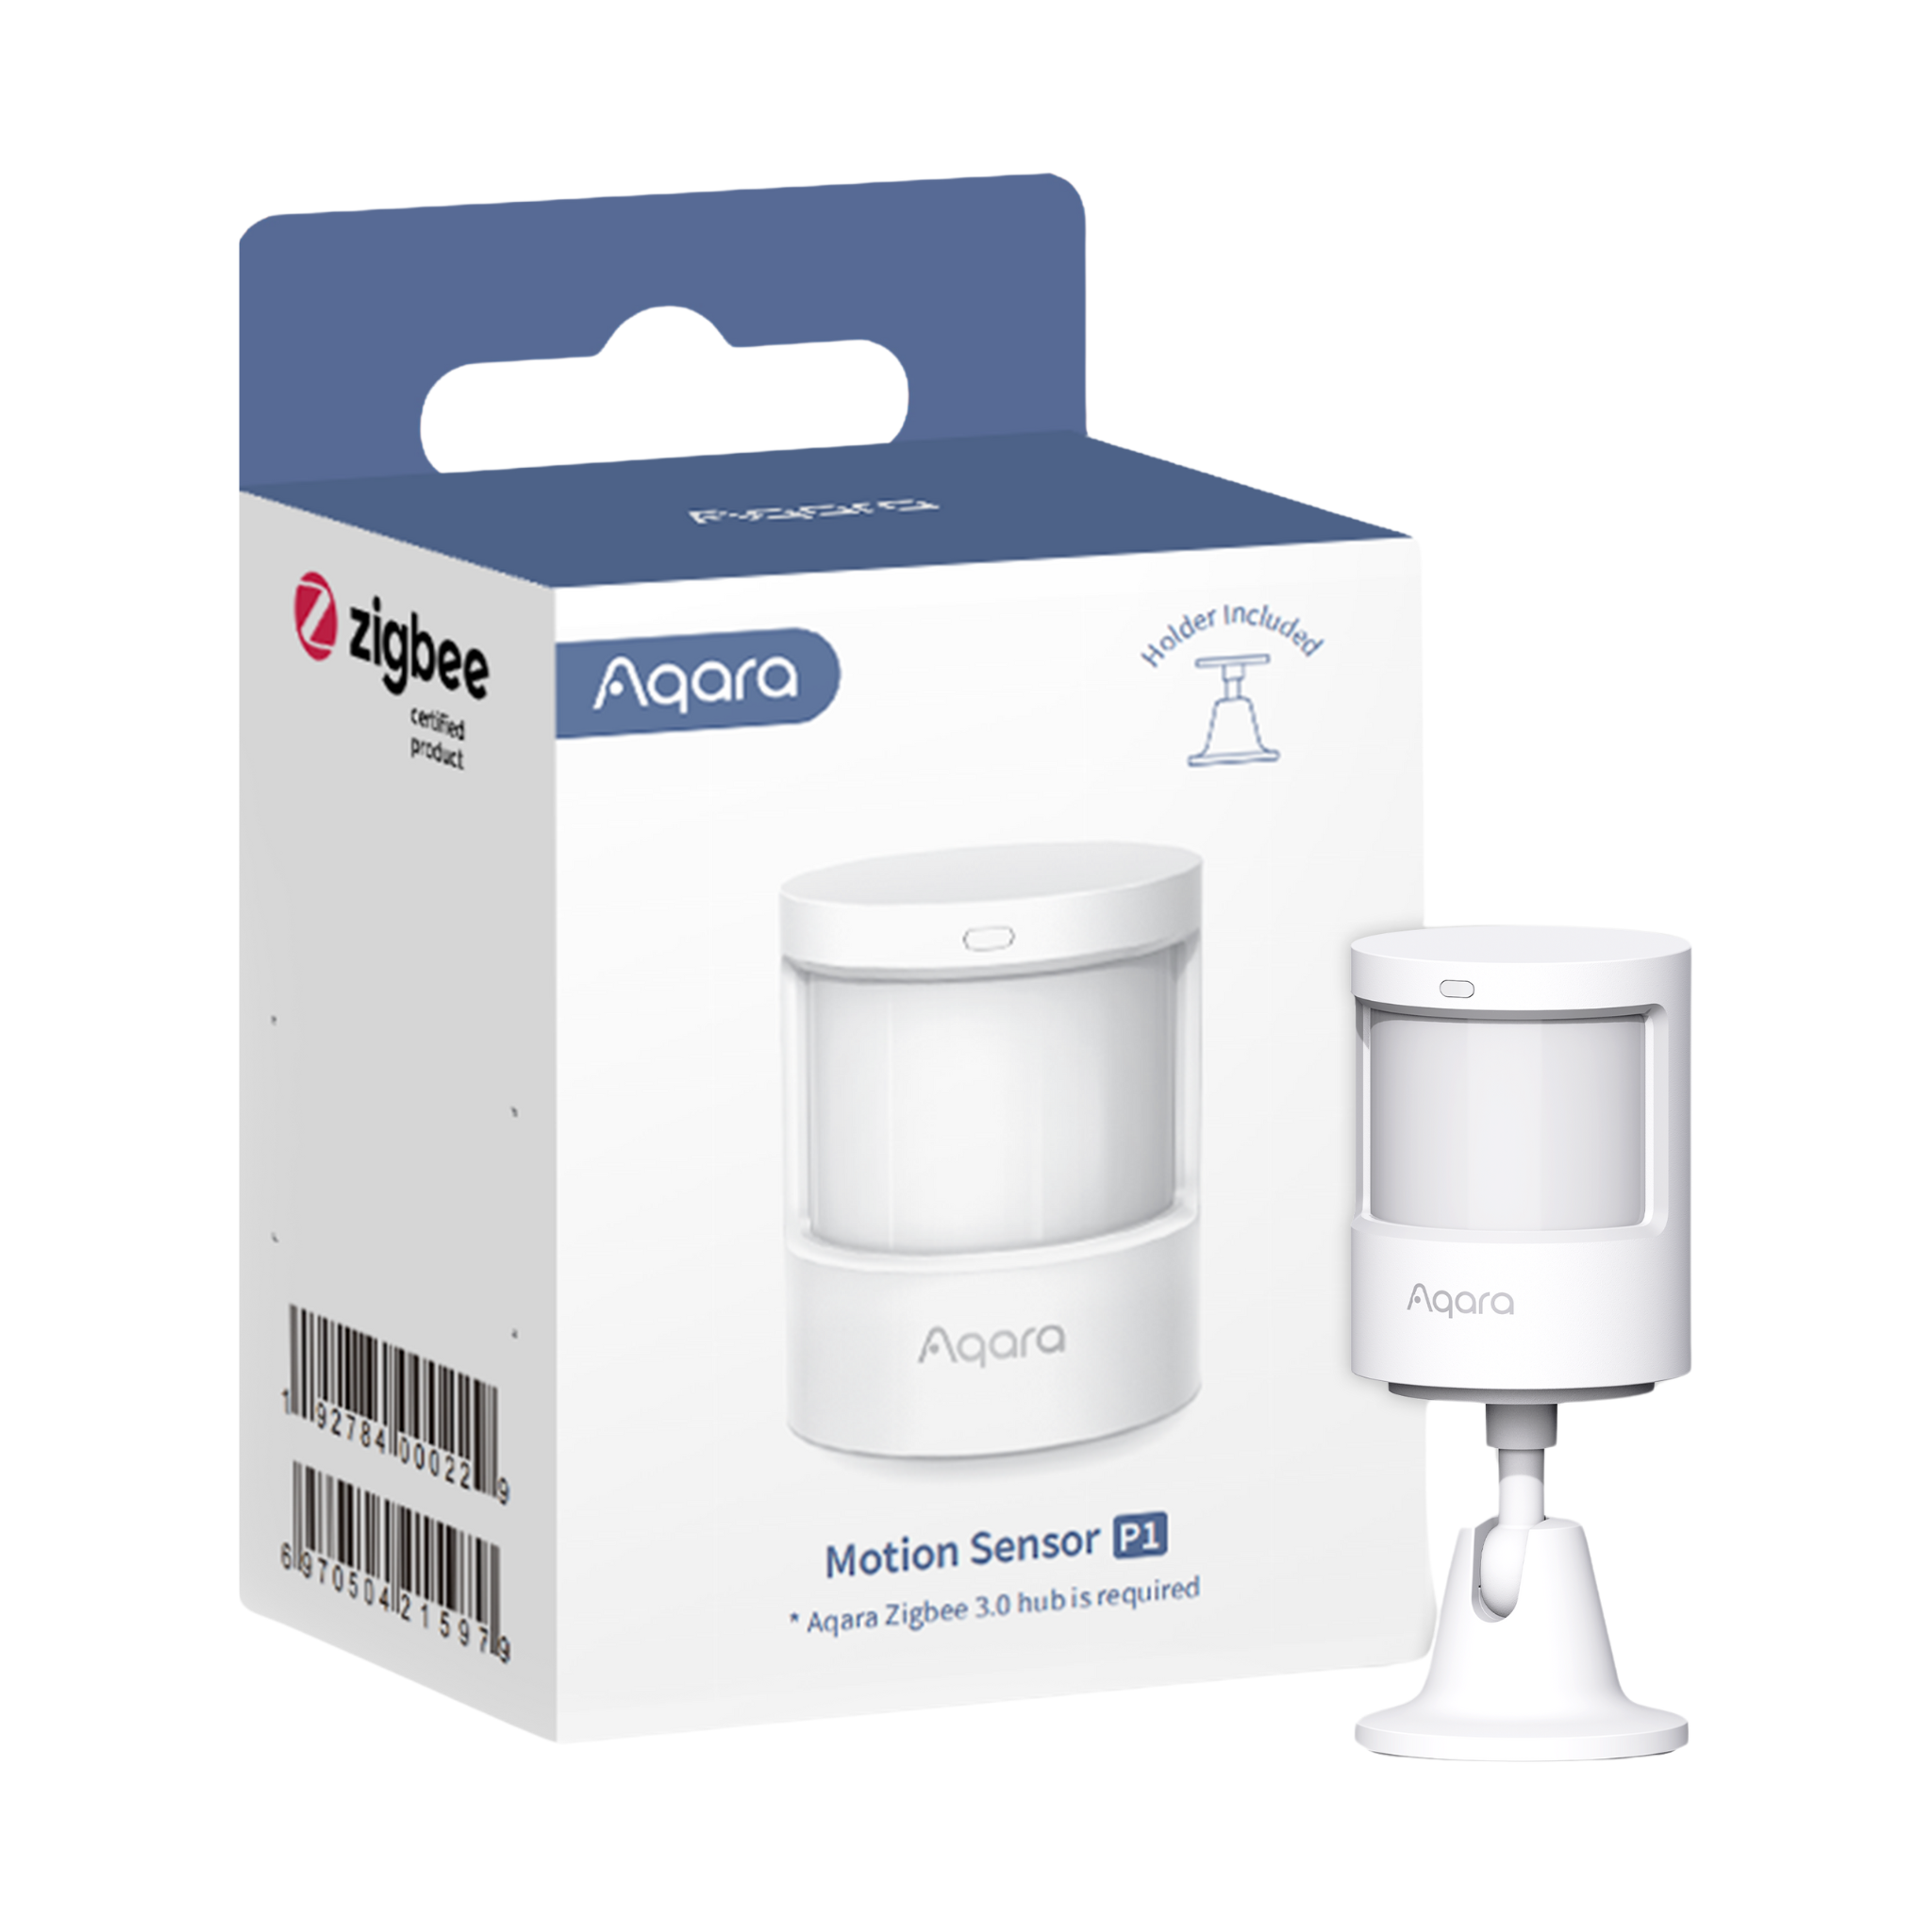 Aqara
zigbee
certified
product
Aqara
Holder Included
Aqara
Aqara
Motion Sensor P1
* Aqara Zigbee 3.0 hub is required
1 92784 00022 9
6 970504 215979